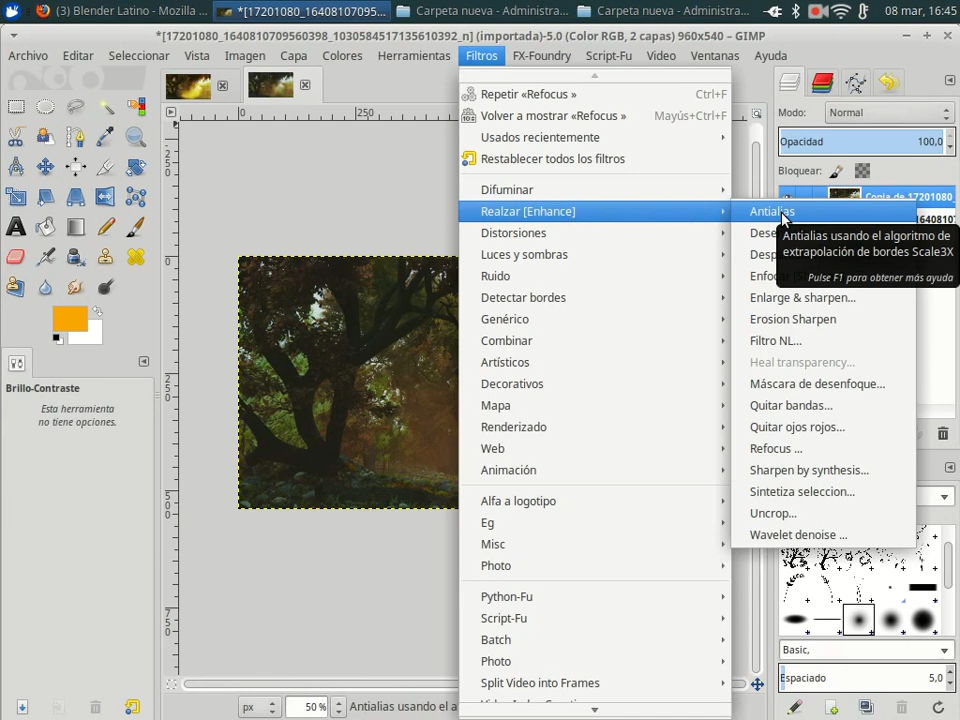 (3) Blender Latino - Mozilla ...
*[17201080_1640810709 5...
Carpeta nueva - Administra...
Carpeta nueva - Administra...
08 mar, 16:45
*[17201080_1640810709560398_1030584517135610392_n] (importada)-5.0 (Color RGB, 2 capas) 960x540 – GIMP
Archivo Editar Seleccionar Vista Imagen Capa Colores Herramientas Filtros FX-Foundry Script-Fu Video Ventanas Ayuda
Repetir «Refocus » Ctrl+F
Volver a mostrar «Refocus » Mayús+Ctrl+F
Usados recientemente
Restablecer todos los filtros
Difuminar
Realzar [Enhance]
Distorsiones
Luces y sombras
Ruido
Detectar bordes
Genérico
Combinar
Artísticos
Decorativos
Mapa
Renderizado
Web
Animación
Alfa a logotipo
Eg
Misc
Photo
Python-Fu
Script-Fu
Batch
Photo
Split Video into Frames
Antialias
Antialias usando el algoritmo de
extrapolación de bordes Scale3X
Pulse F1 para obtener más ayuda
Enlarge & sharpen...
Erosion Sharpen
Filtro NL...
Heal transparency...
Máscara de desenfoque...
Quitar bandas...
Quitar ojos rojos...
Refocus ...
Sharpen by synthesis...
Sintetiza seleccion...
Uncrop...
Wavelet denoise ...
Modo: Normal
Opacidad 100,0
Bloquear:
Copia de 17201080
Basic,
Espaciado 5,0
0
250
0
Brillo-Contraste
Esta herramienta
no tiene opciones.
px
50 %
Antialias usando el a